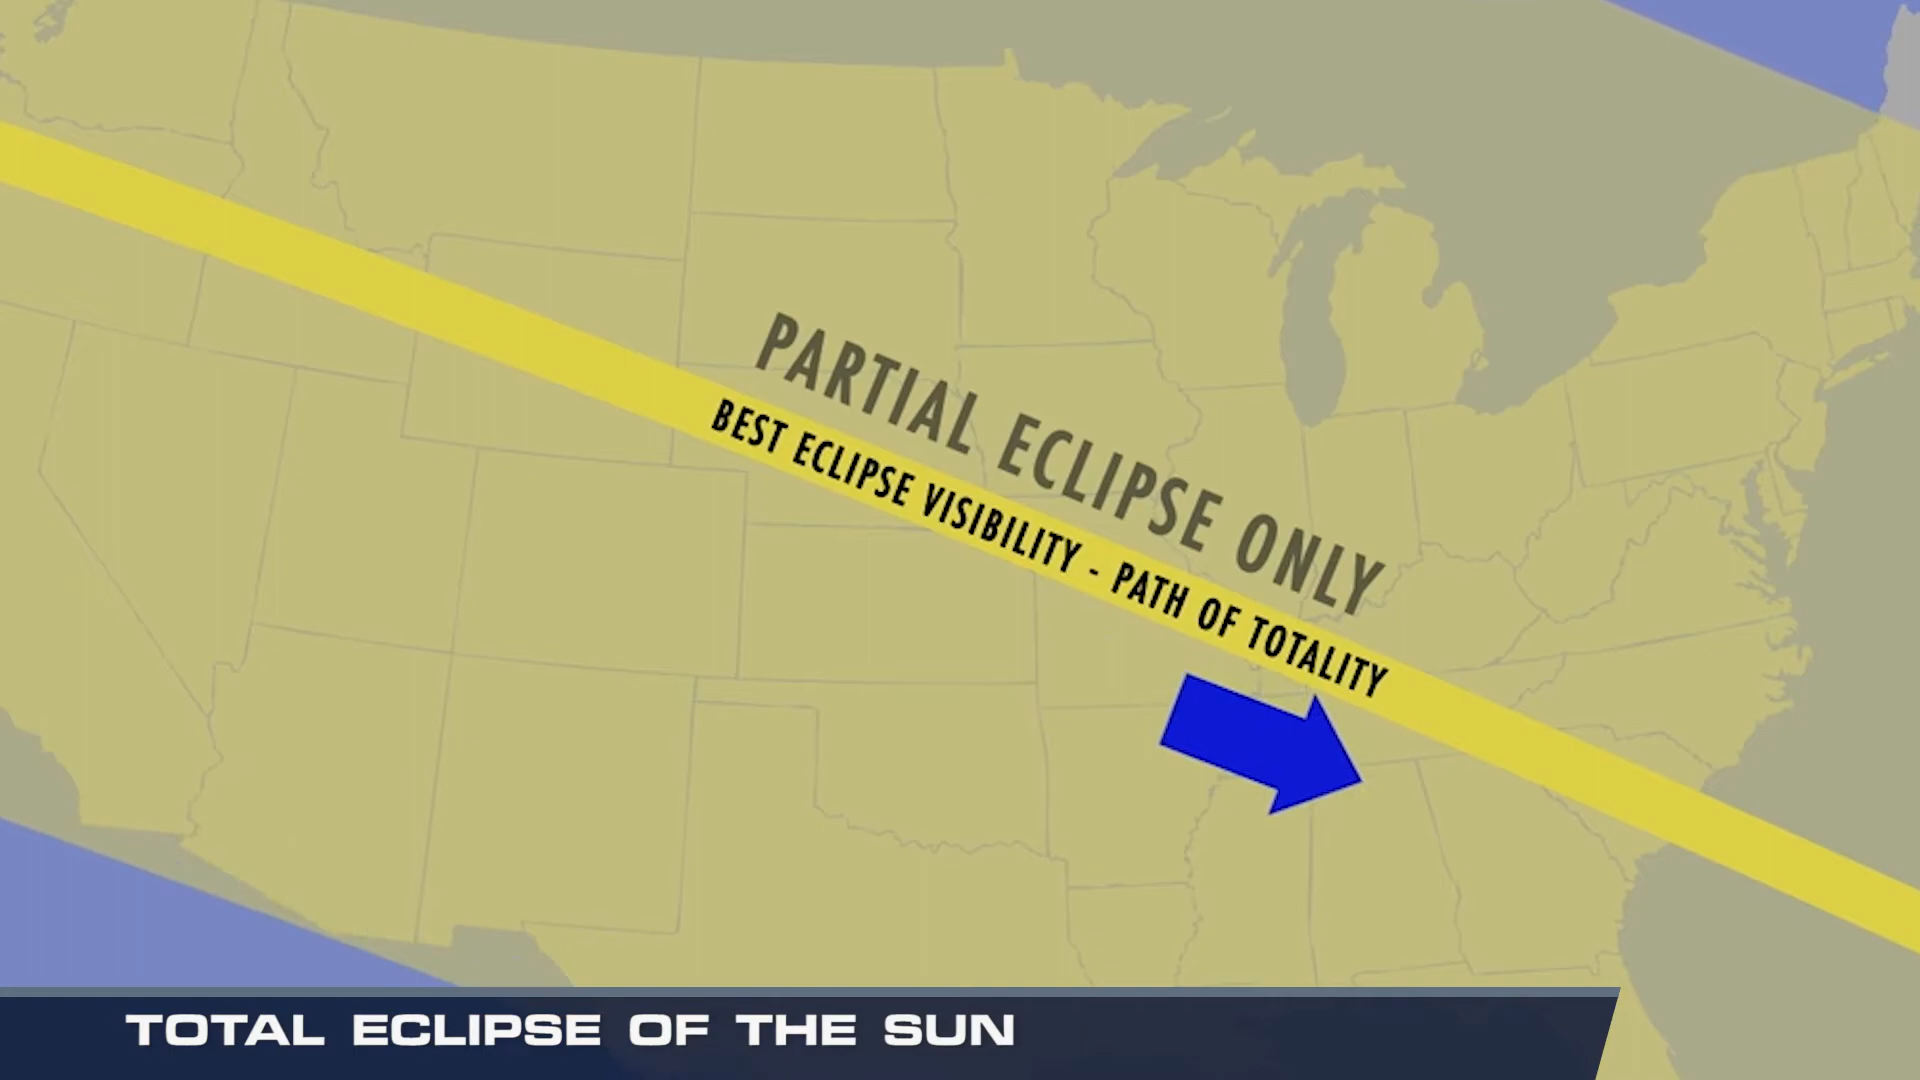 PARTIAL ECLIPSE ONLY
BEST ECLIPSE VISIBILITY - PATH OF TOTALITY
TOTAL ECLIPSE OF THE SUN